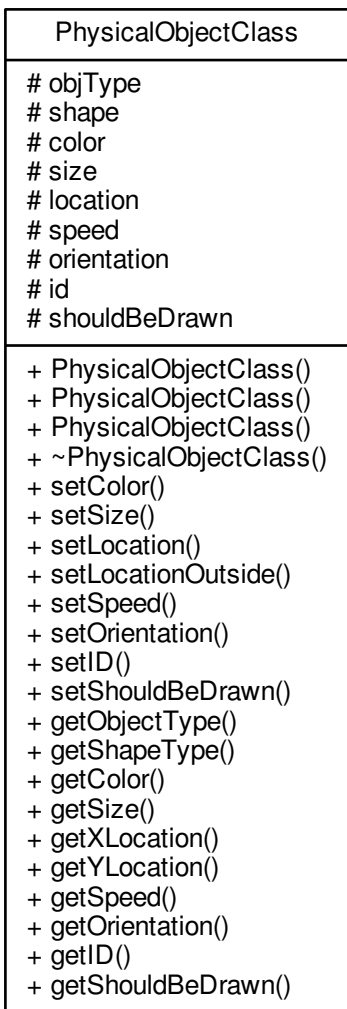 PhysicalObjectClass
# objType
# shape
# color
# size
# location
# speed
# orientation
# id
# shouldBeDrawn
+ PhysicalObjectClass()
+ PhysicalObjectClass()
+ PhysicalObjectClass()
+ ~PhysicalObjectClass()
+ setColor()
+ setSize()
+ setLocation()
+ setLocationOutside()
+ setSpeed()
+ setOrientation()
+ setID()
+ setShouldBeDrawn()
+ getObjectType()
+ getShapeType()
+ getColor()
+ getSize()
+ getXLocation()
+ getYLocation()
+ getSpeed()
+ getOrientation()
+ getID()
+ getShouldBeDrawn()